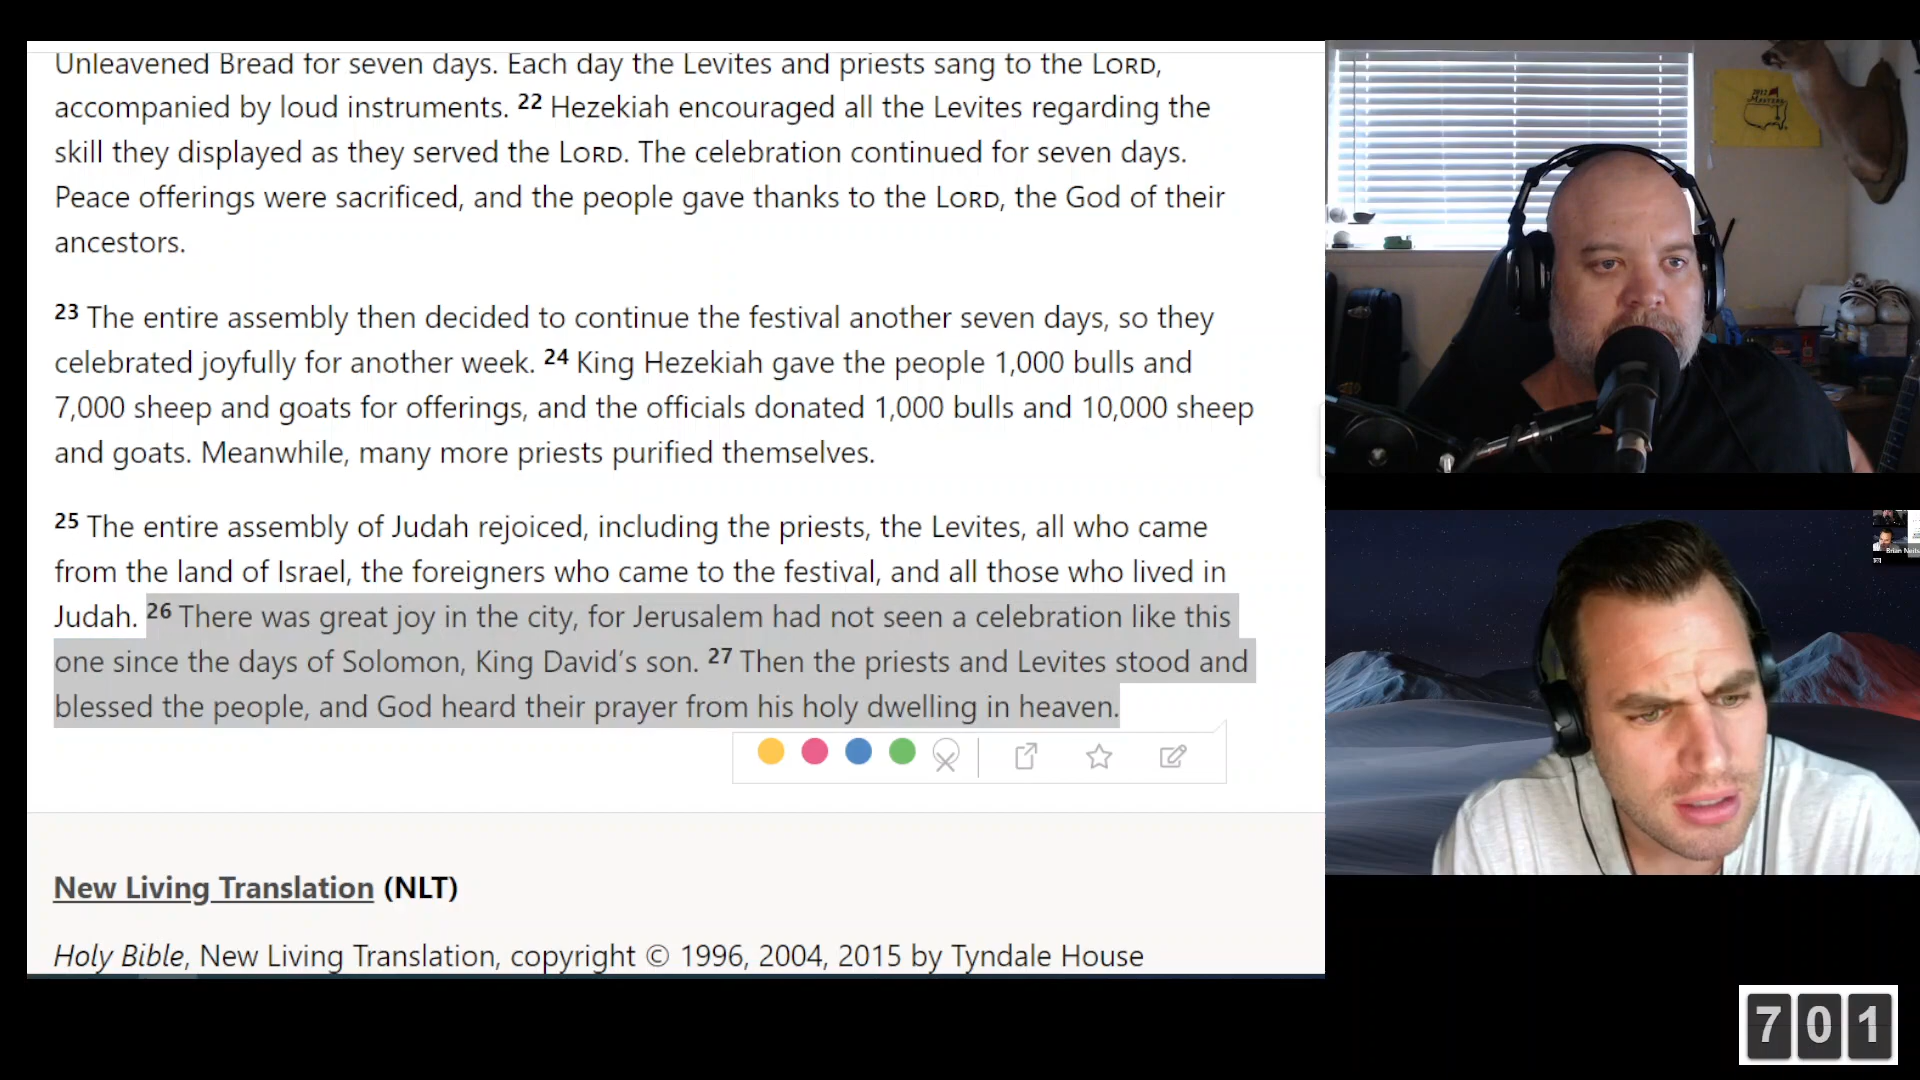 Unleavened Bread for seven days. Each day the Levites and priests sang to the LORD,
accompanied by loud instruments. 22 Hezekiah encouraged all the Levites regarding the
skill they displayed as they served the LORD. The celebration continued for seven days.
Peace offerings were sacrificed, and the people gave thanks to the LORD, the God of their
ancestors.
23 The entire assembly then decided to continue the festival another seven days, so they
celebrated joyfully for another week. 24 King Hezekiah gave the people 1,000 bulls and
7,000 sheep and goats for offerings, and the officials donated 1,000 bulls and 10,000 sheep
and goats. Meanwhile, many more priests purified themselves.
25 The entire assembly of Judah rejoiced, including the priests, the Levites, all who came
from the land of Israel, the foreigners who came to the festival, and all those who lived in
Judah. 26 There was great joy in the city, for Jerusalem had not seen a celebration like this
one since the days of Solomon, King David’s son. 27 Then the priests and Levites stood and
blessed the people, and God heard their prayer from his holy dwelling in heaven.
New Living Translation (NLT)
Holy Bible, New Living Translation, copyright © 1996, 2004, 2015 by Tyndale House
MASTERS
Brian
701